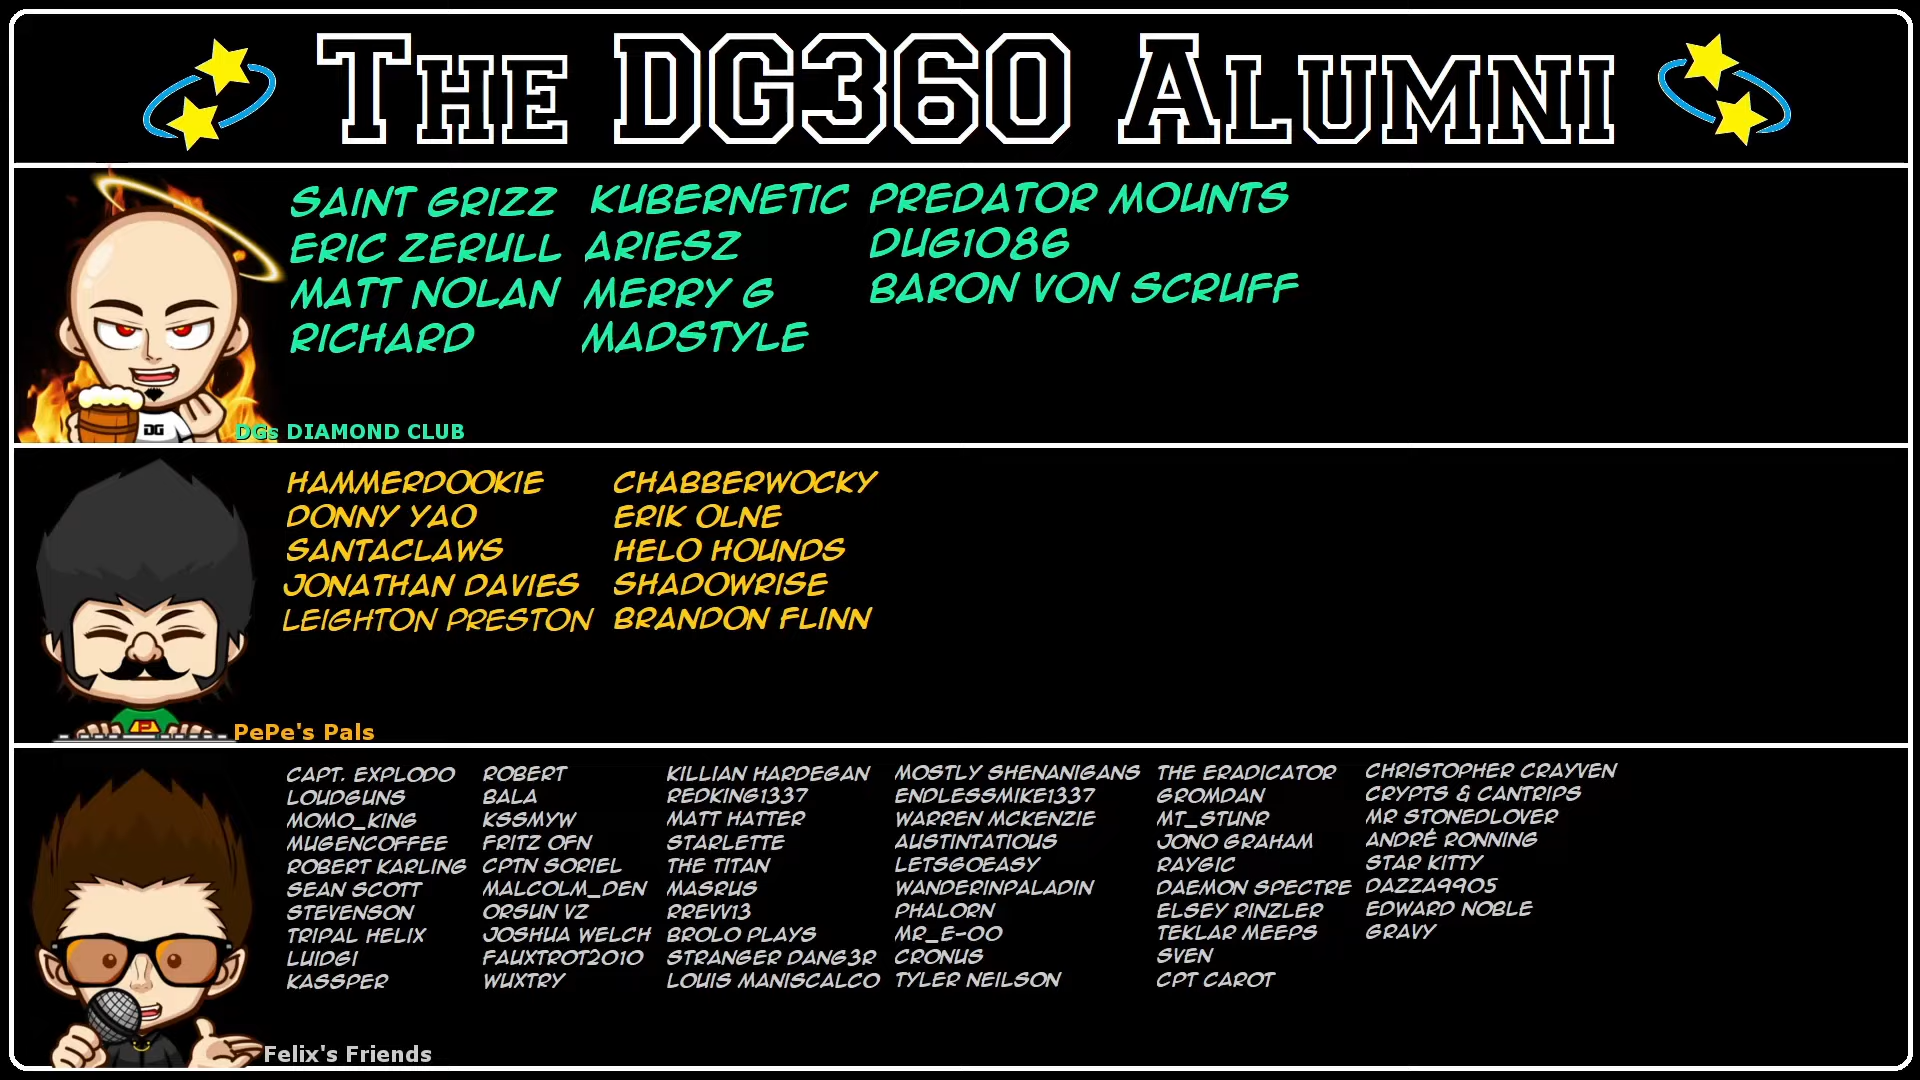 THE DG360 ALUMNI
SAINT GRIZZ
ERIC ZERULL
MATT NOLAN
RICHARD
KUBERNETIC
ARIESZ
MERRY G
MADSTYLE
PREDATOR MOUNTS
DUG1086
BARON VON SCRUFF
DG
DGs DIAMOND CLUB
HAMMERDOOKIE
DONNY YAO
SANTACLAWS
JONATHAN DAVIES
LEIGHTON PRESTON
CHABBERWOCKY
ERIK OLNE
HELO HOUNDS
SHADOWRISE
BRANDON FLINN
PePe's Pals
CAPT. EXPLODO
LOUDGUNS
MOMO_KING
MUGENCOFFEE
ROBERT KARLING
SEAN SCOTT
STEVENSON
TRIPAL HELIX
LUIDGI
KASSPER
ROBERT
BALA
KSSMYW
FRITZ OFN
CPTN SORIEL
MALCOLM_DEN
ORSUN VZ
JOSHUA WELCH
FAUXTROT2010
WUXTRY
KILLIAN HARDEGAN
REDKING1337
MATT HATTER
STARLETTE
THE TITAN
MASRUS
RREVV13
BROLO PLAYS
STRANGER DANG3R
LOUIS MANISCALCO
MOSTLY SHENANIGANS
ENDLESSMIKE1337
WARREN MCKENZIE
AUSTINTATIOUS
LETSGOEASY
WANDERINPALADIN
PHALORN
MR_E-OO
CRONUS
TYLER NEILSON
THE ERADICATOR
GROMDAN
MT_STUNR
JONO GRAHAM
RAYGIC
DAEMON SPECTRE
ELSEY RINZLER
TEKLAR MEEPS
SVEN
CPT CAROT
CHRISTOPHER CRAYVEN
CRYPTS & CANTRIPS
MR STONEDLOVER
ANDRÉ RONNING
STAR KITTY
DAZZA9905
EDWARD NOBLE
GRAVY
Felix's Friends